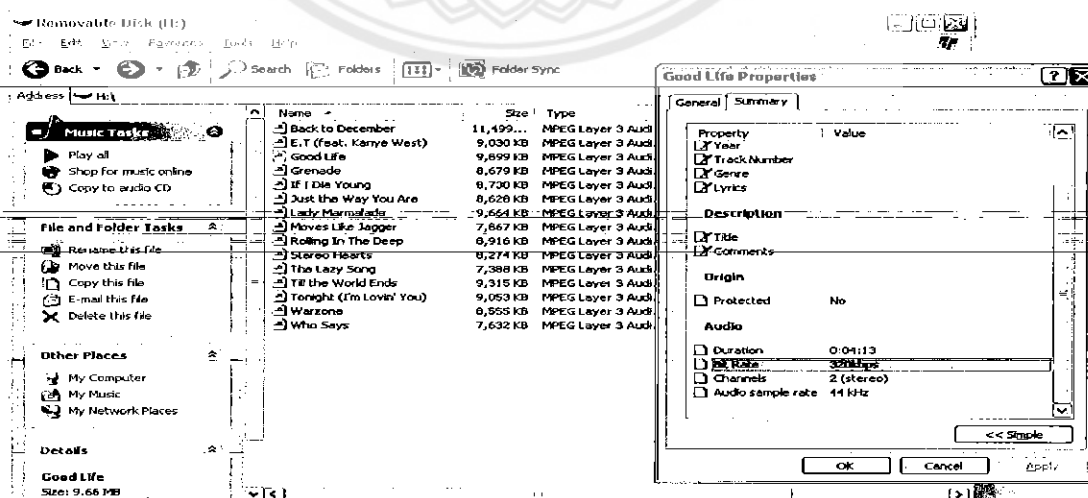 Removable Disk (H:)
File Edit View Favorites Tools Help
Back Search Folders Folder Sync
Address H:\
Music Tasks
Play all
Shop for music online
Copy to audio CD
File and Folder Tasks
Rename this file
Move this file
Copy this file
E-mail this file
Delete this file
Other Places
My Computer
My Music
My Network Places
Details
Good Life
Size: 9.66 MB
Name Size Type
Back to December 11,499... MPEG Layer 3 Audi
E.T (feat. Kanye West) 9,030 KB MPEG Layer 3 Audi
Good Life 9,899 KB MPEG Layer 3 Audi
Grenade 8,679 KB MPEG Layer 3 Audi
If I Die Young 8,730 KB MPEG Layer 3 Audi
Just the Way You Are 8,628 KB MPEG Layer 3 Audi
Lady Marmalade 9,664 KB MPEG Layer 3 Audi
Moves Like Jagger 7,867 KB MPEG Layer 3 Audi
Rolling In The Deep 8,916 KB MPEG Layer 3 Audi
Stereo Hearts 8,274 KB MPEG Layer 3 Audi
The Lazy Song 7,388 KB MPEG Layer 3 Audi
Till the World Ends 9,315 KB MPEG Layer 3 Audi
Tonight (I'm Lovin' You) 9,053 KB MPEG Layer 3 Audi
Warzone 8,555 KB MPEG Layer 3 Audi
Who Says 7,632 KB MPEG Layer 3 Audi
Good Life Properties
General Summary
Property Value
Year
Track Number
Genre
Lyrics
Description
Title
Comments
Origin
Protected No
Audio
Duration 0:04:13
Bit Rate 320kbps
Channels 2 (stereo)
Audio sample rate 44 kHz
<< Simple
OK Cancel Apply